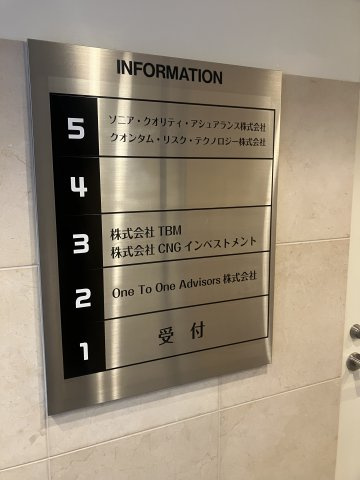 INFORMATION
5
ソニア・クオリティ・アシュアランス株式会社
クオンタム・リスク・テクノロジー株式会社
4
3
株式会社 TBM
株式会社 CNG インベストメント
2
One To One Advisors 株式会社
1
受 付